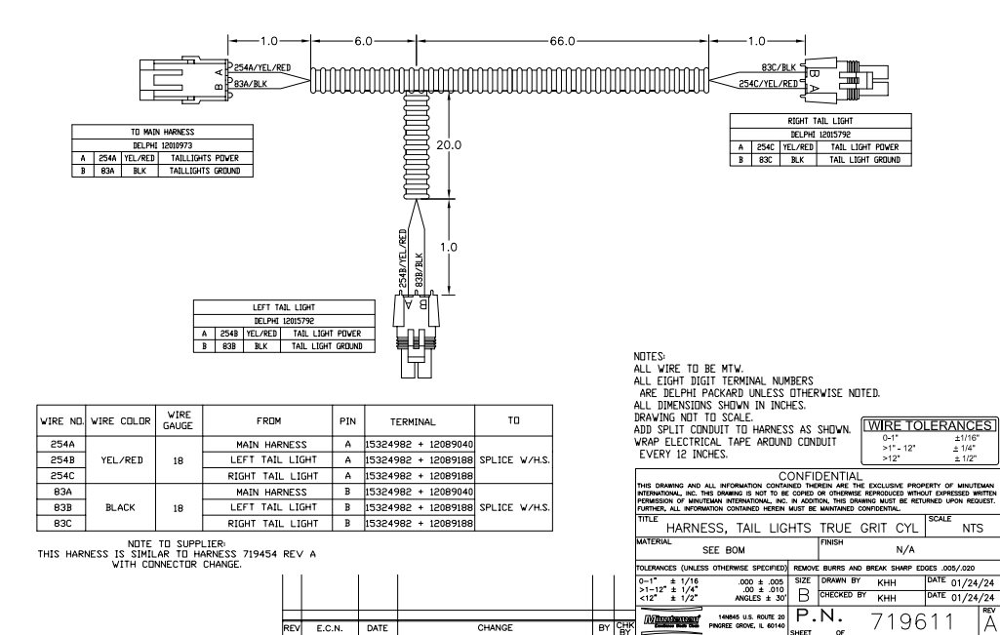 1.0 6.0 66.0 1.0
A 254A/YEL/RED
B 83A/BLK
83C/BLK B
254C/YEL/RED A
TO MAIN HARNESS
DELPHI 12010973
A 254A YEL/RED TAILLIGHTS POWER
B 83A BLK TAILLIGHTS GROUND
RIGHT TAIL LIGHT
DELPHI 12015792
A 254C YEL/RED TAIL LIGHT POWER
B 83C BLK TAIL LIGHT GROUND
20.0
1.0
254B/YEL/RED
83B/BLK
A B
LEFT TAIL LIGHT
DELPHI 12015792
A 254B YEL/RED TAIL LIGHT POWER
B 83B BLK TAIL LIGHT GROUND
NOTES:
ALL WIRE TO BE MTW.
ALL EIGHT DIGIT TERMINAL NUMBERS
ARE DELPHI PACKARD UNLESS OTHERWISE NOTED.
ALL DIMENSIONS SHOWN IN INCHES.
DRAWING NOT TO SCALE.
ADD SPLIT CONDUIT TO HARNESS AS SHOWN.
WRAP ELECTRICAL TAPE AROUND CONDUIT
EVERY 12 INCHES.
WIRE TOLERANCES
0-1" ±1/16"
>1"- 12" ± 1/4"
>12" ± 1/2"
WIRE NO. WIRE COLOR WIRE GAUGE FROM PIN TERMINAL TO
254A YEL/RED 18 MAIN HARNESS A 15324982 + 12089040 SPLICE W/H.S.
254B LEFT TAIL LIGHT A 15324982 + 12089188
254C RIGHT TAIL LIGHT A 15324982 + 12089188
83A BLACK 18 MAIN HARNESS B 15324982 + 12089040 SPLICE W/H.S.
83B LEFT TAIL LIGHT B 15324982 + 12089188
83C RIGHT TAIL LIGHT B 15324982 + 12089188
NOTE TO SUPPLIER:
THIS HARNESS IS SIMILAR TO HARNESS 719454 REV A
WITH CONNECTOR CHANGE.
CONFIDENTIAL
THIS DRAWING AND ALL INFORMATION CONTAINED THEREIN ARE THE EXCLUSIVE PROPERTY OF MINUTEMAN
INTERNATIONAL, INC. THIS DRAWING IS NOT TO BE COPIED OR OTHERWISE REPRODUCED WITHOUT EXPRESSED WRITTEN
PERMISSION OF MINUTEMAN INTERNATIONAL, INC. IN ADDITION, THIS DRAWING MUST BE RETURNED UPON REQUEST.
FURTHER, ALL INFORMATION CONTAINED HEREIN MUST BE MAINTAINED CONFIDENTIAL.
TITLE HARNESS, TAIL LIGHTS TRUE GRIT CYL SCALE NTS
MATERIAL SEE BOM FINISH N/A
TOLERANCES (UNLESS OTHERWISE SPECIFIED) REMOVE BURRS AND BREAK SHARP EDGES .005/.020
0-1" ± 1/16 .000 ± .005
>1-12" ± 1/4" .00 ± .010
<12" ± 1/2" ANGLES ± 30'
SIZE B DRAWN BY KHH DATE 01/24/24
CHECKED BY KHH DATE 01/24/24
Minuteman
14N845 U.S. ROUTE 20
PINGREE GROVE, IL 60140
P.N. 719611 REV A
SHEET OF
REV E.C.N. DATE CHANGE BY CHK BY